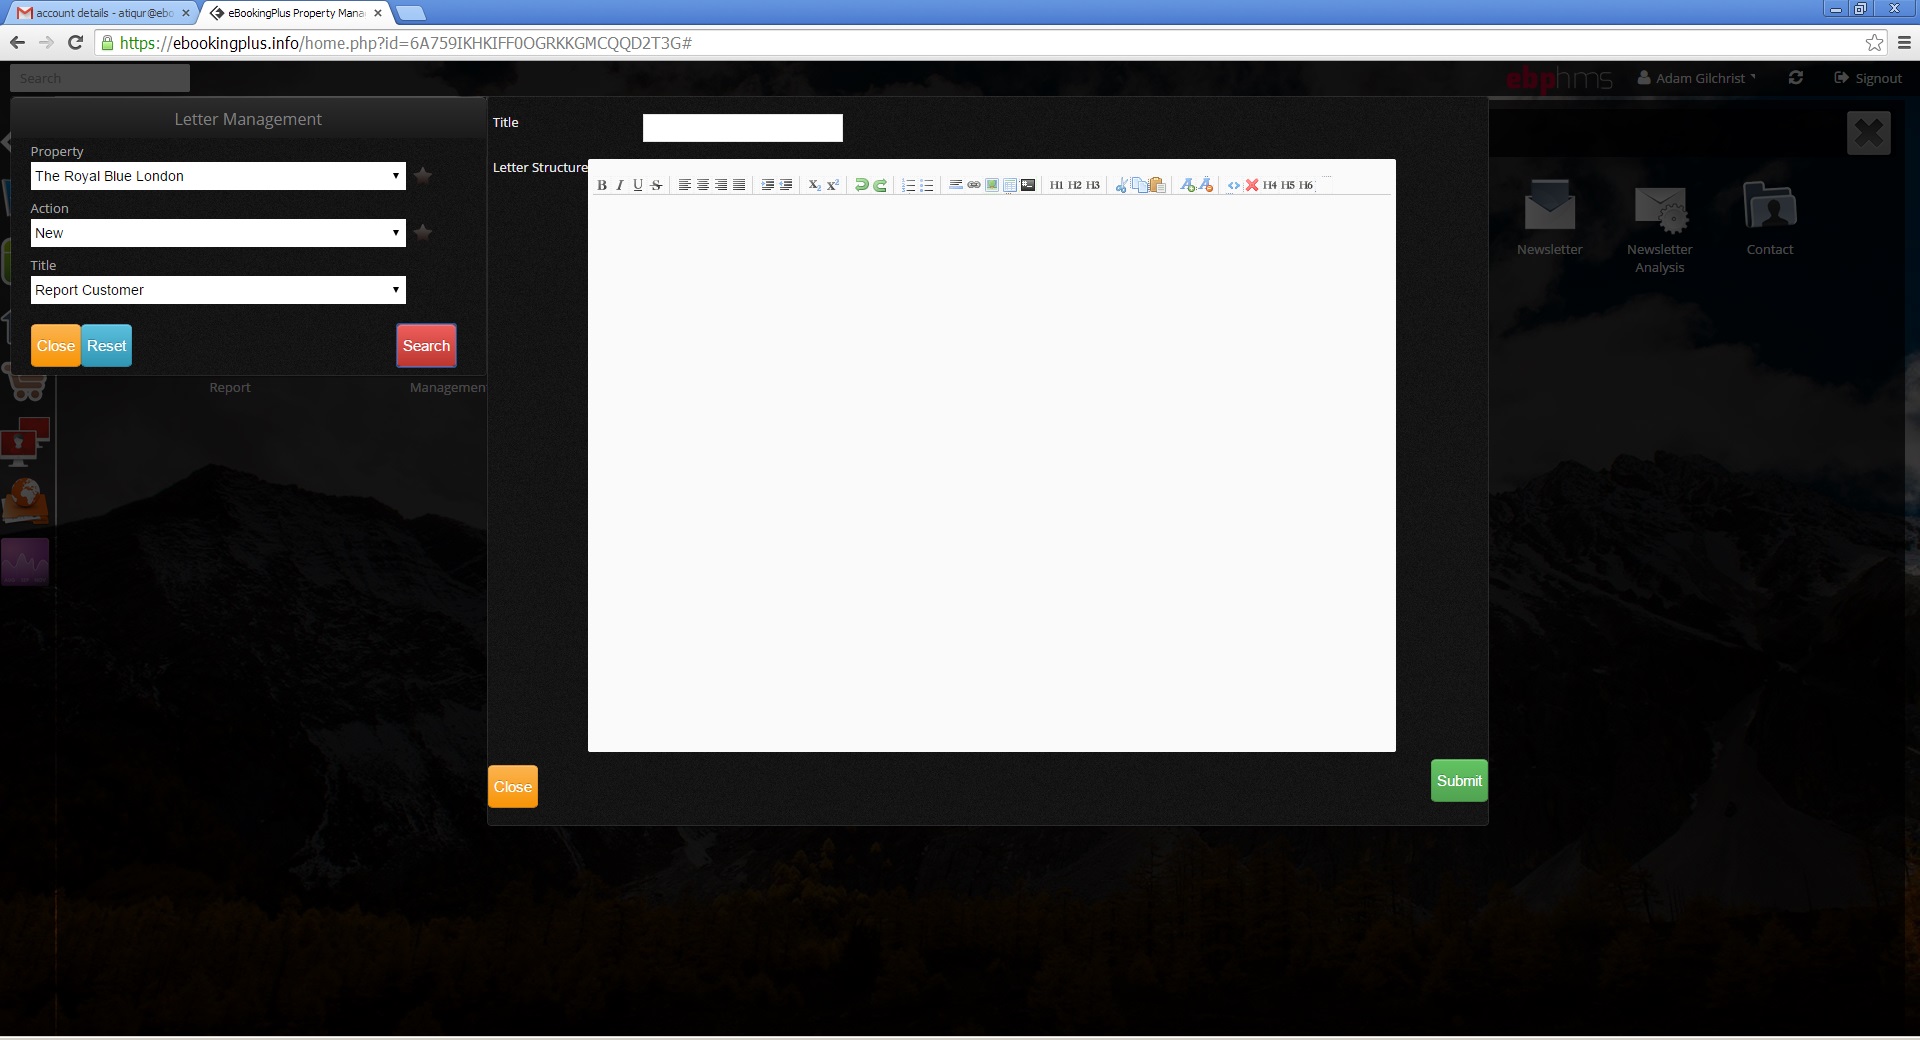 account details - atiqur@ebo
eBookingPlus Property Mana
https://ebookingplus.info/home.php?id=6A759IKHKIFF0OGRKKGMCQQD2T3G#
Search
ebphms
Adam Gilchrist
Signout
Letter Management
Property
The Royal Blue London
Action
New
Title
Report Customer
Close
Reset
Search
Report
Managemen
Title
Letter Structure
B I U S
X2 X2
H1 H2 H3
H4 H5 H6
Close
Submit
Newsletter
Newsletter
Analysis
Contact